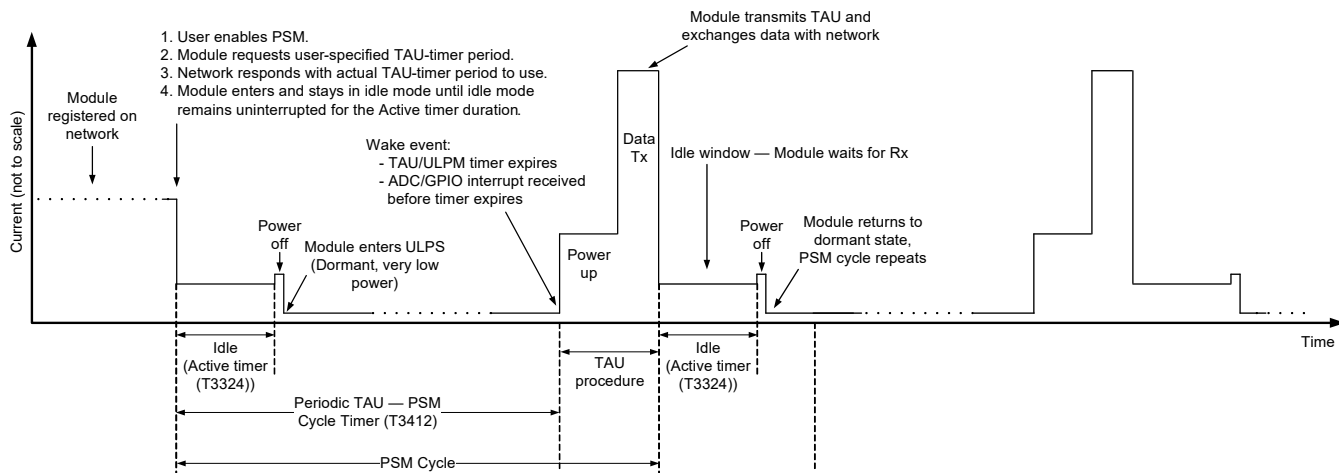 Module transmits TAU and
exchanges data with network
1. User enables PSM.
2. Module requests user-specified TAU-timer period.
3. Network responds with actual TAU-timer period to use.
4. Module enters and stays in idle mode until idle mode
remains uninterrupted for the Active timer duration.
Module
registered on
network
Current (not to scale)
Wake event:
- TAU/ULPM timer expires
- ADC/GPIO interrupt received
before timer expires
Data
Tx
Idle window — Module waits for Rx
Power
off
Module enters ULPS
(Dormant, very low
power)
Power
up
Power
off
Module returns to
dormant state,
PSM cycle repeats
Time
Idle
(Active timer
(T3324))
TAU
procedure
Idle
(Active timer
(T3324))
Periodic TAU — PSM
Cycle Timer (T3412)
PSM Cycle